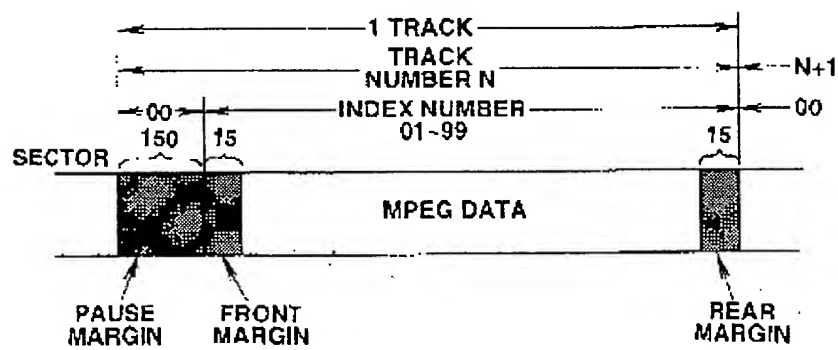 1 TRACK
TRACK
NUMBER N
N+1
00
INDEX NUMBER
01~99
00
150
15
15
SECTOR
MPEG DATA
PAUSE
MARGIN
FRONT
MARGIN
REAR
MARGIN